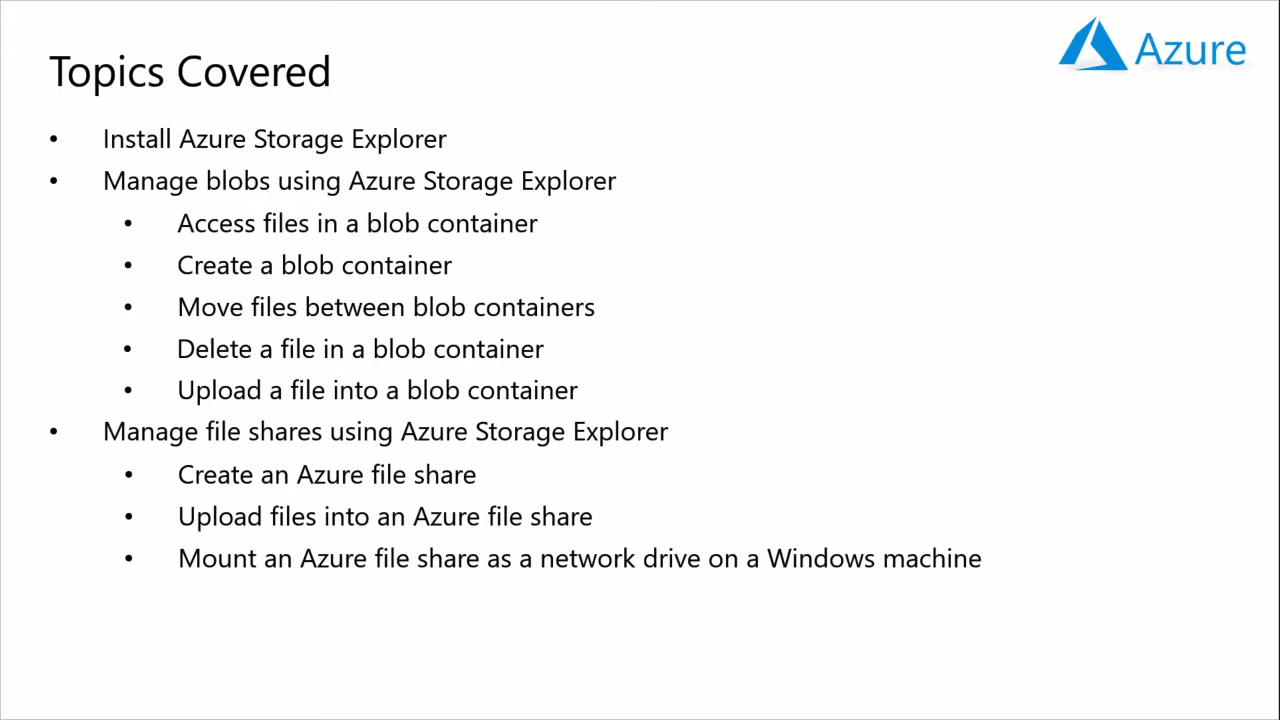 Azure
Topics Covered
• Install Azure Storage Explorer
• Manage blobs using Azure Storage Explorer
• Access files in a blob container
• Create a blob container
• Move files between blob containers
• Delete a file in a blob container
• Upload a file into a blob container
• Manage file shares using Azure Storage Explorer
• Create an Azure file share
• Upload files into an Azure file share
• Mount an Azure file share as a network drive on a Windows machine